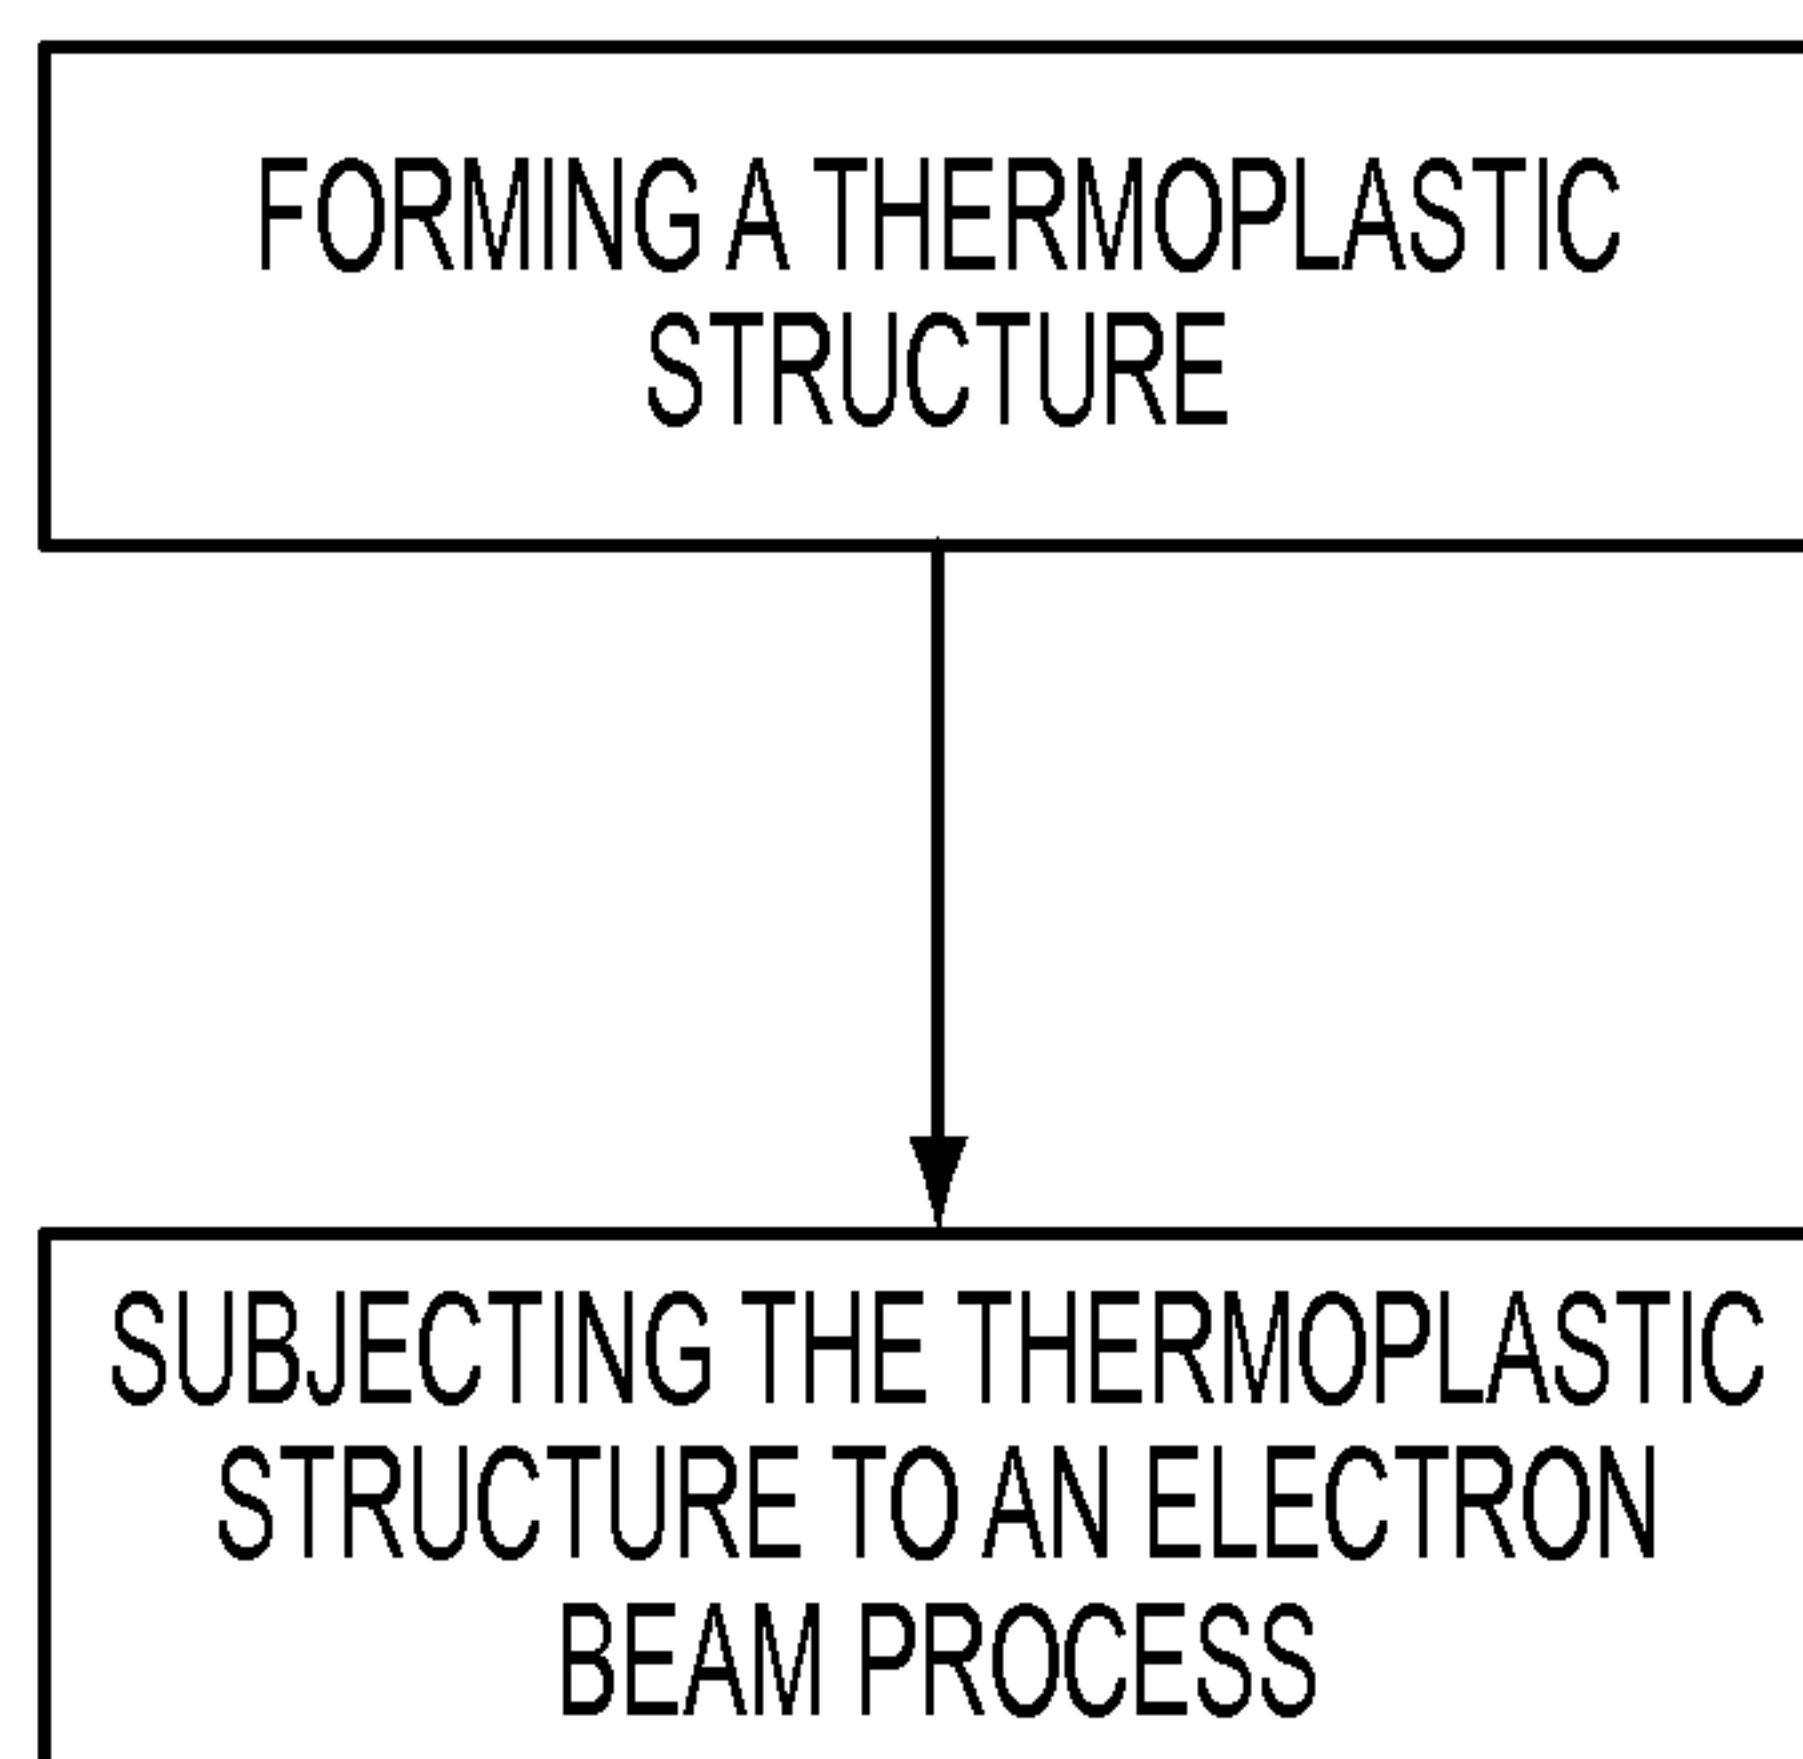 FORMING A THERMOPLASTIC
STRUCTURE
SUBJECTING THE THERMOPLASTIC
STRUCTURE TO AN ELECTRON
BEAM PROCESS